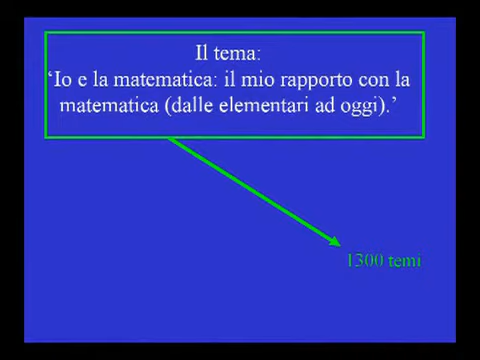 Il tema:
‘Io e la matematica: il mio rapporto con la
matematica (dalle elementari ad oggi).’
1300 temi